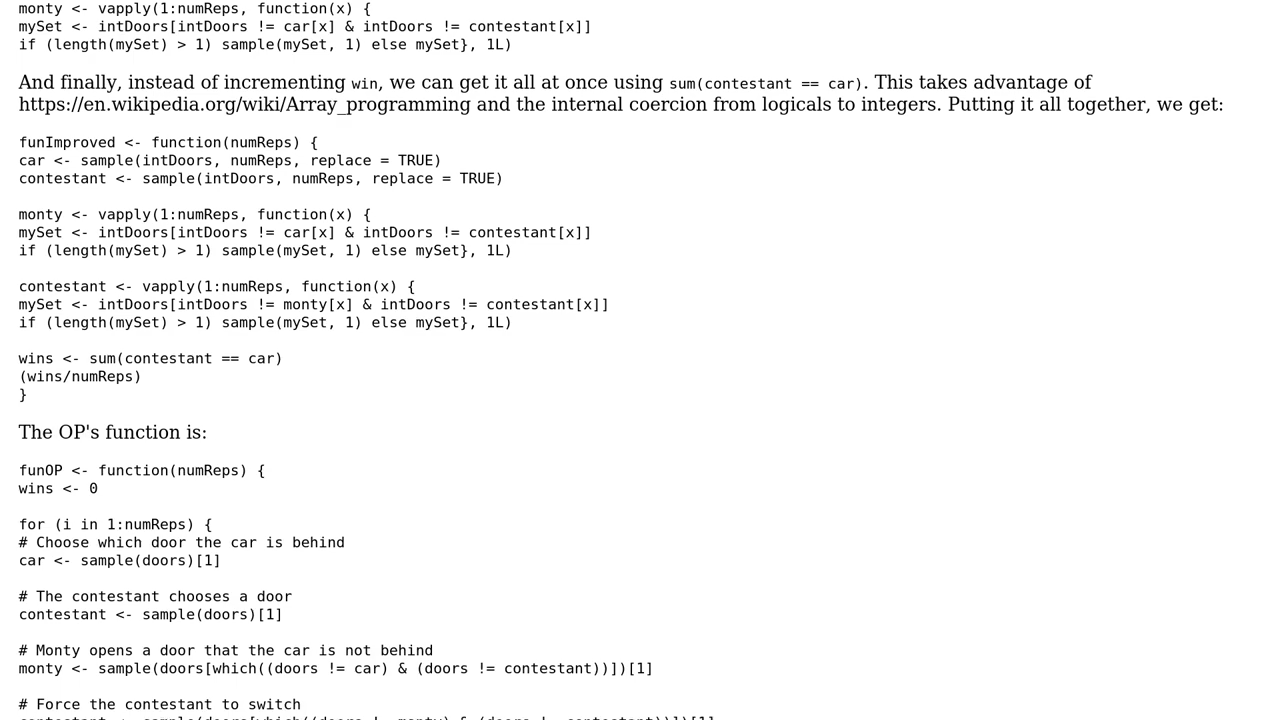 monty <- vapply(1:numReps, function(x) {
mySet <- intDoors[intDoors != car[x] & intDoors != contestant[x]]
if (length(mySet) > 1) sample(mySet, 1) else mySet}, 1L)
And finally, instead of incrementing win, we can get it all at once using sum(contestant == car). This takes advantage of
https://en.wikipedia.org/wiki/Array_programming and the internal coercion from logicals to integers. Putting it all together, we get:
funImproved <- function(numReps) {
car <- sample(intDoors, numReps, replace = TRUE)
contestant <- sample(intDoors, numReps, replace = TRUE)
monty <- vapply(1:numReps, function(x) {
mySet <- intDoors[intDoors != car[x] & intDoors != contestant[x]]
if (length(mySet) > 1) sample(mySet, 1) else mySet}, 1L)
contestant <- vapply(1:numReps, function(x) {
mySet <- intDoors[intDoors != monty[x] & intDoors != contestant[x]]
if (length(mySet) > 1) sample(mySet, 1) else mySet}, 1L)
wins <- sum(contestant == car)
(wins/numReps)
}
The OP's function is:
funOP <- function(numReps) {
wins <- 0
for (i in 1:numReps) {
# Choose which door the car is behind
car <- sample(doors)[1]
# The contestant chooses a door
contestant <- sample(doors)[1]
# Monty opens a door that the car is not behind
monty <- sample(doors[which((doors != car) & (doors != contestant))])[1]
# Force the contestant to switch
contestant <- sample(doors[which((doors != monty) & (doors != contestant))])[1]